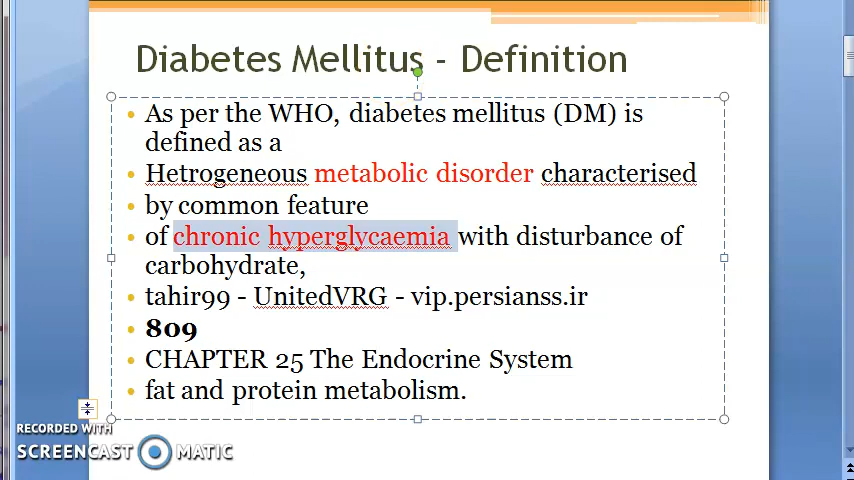 Diabetes Mellitus - Definition
As per the WHO, diabetes mellitus (DM) is
defined as a
Hetrogeneous metabolic disorder characterised
by common feature
of chronic hyperglycaemia with disturbance of
carbohydrate,
tahir99 - UnitedVRG - vip.persianss.ir
809
CHAPTER 25 The Endocrine System
fat and protein metabolism.
RECORDED WITH
SCREENCAST MATIC